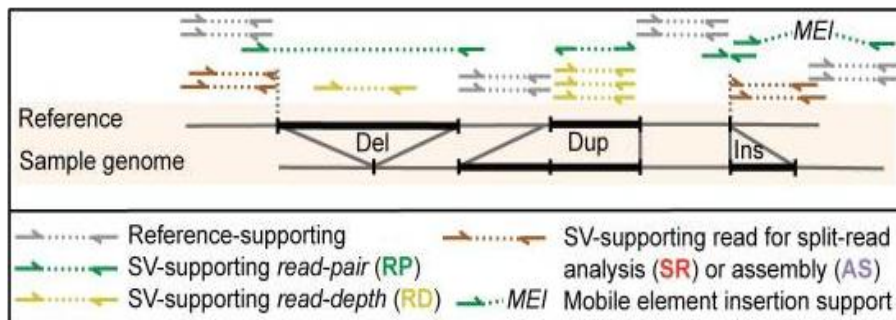 MEI
Reference
Del
Dup
Ins
Sample genome
Reference-supporting
SV-supporting read-pair (RP)
SV-supporting read-depth (RD)
SV-supporting read for split-read
analysis (SR) or assembly (AS)
MEI Mobile element insertion support